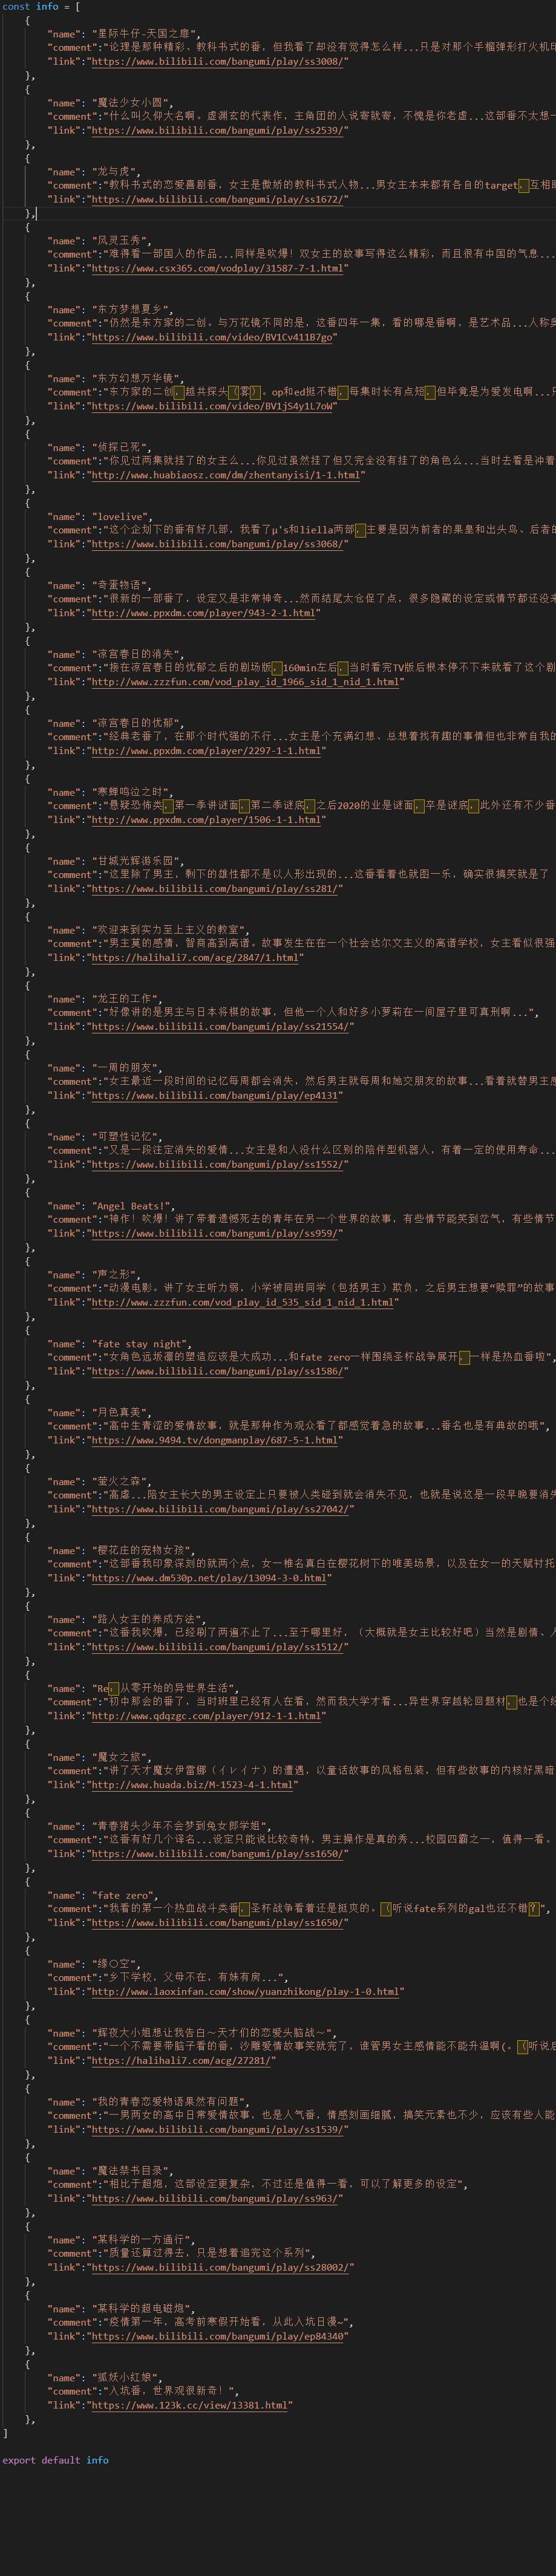 const info = [
{
"name": "星际牛仔-天国之扉",
"comment":"论理是那种精彩、教科书式的番，但我看了却没有觉得怎么样...只是对那个手榴弹形打火机印
"link":"https://www.bilibili.com/bangumi/play/ss3008/"
},
{
"name": "魔法少女小圆",
"comment":"什么叫久仰大名啊。虚渊玄的代表作，主角团的人说寄就寄，不愧是你老虚...这部番不太想一
"link":"https://www.bilibili.com/bangumi/play/ss2539/"
},
{
"name": "龙与虎",
"comment":"教科书式的恋爱喜剧番，女主是傲娇的教科书式人物...男女主本来都有各自的target，互相
"link":"https://www.bilibili.com/bangumi/play/ss1672/"
},
{
"name": "风灵玉秀",
"comment":"难得看一部国人的作品...同样是吹爆！双女主的故事写得这么精彩，而且很有中国的气息...
"link":"https://www.csx365.com/vodplay/31587-7-1.html"
},
{
"name": "东方梦想夏乡",
"comment":"仍然是东方家的二创。与万花镜不同的是，这番四年一集，看的哪是番啊，是艺术品...人称
"link":"https://www.bilibili.com/video/BV1Cv411B7go"
},
{
"name": "东方幻想万华镜",
"comment":"东方家的二创，越共探头（雾）。op和ed挺不错，每集时长有点短，但毕竟是为爱发电啊...只
"link":"https://www.bilibili.com/video/BV1jS4y1L7oW"
},
{
"name": "侦探已死",
"comment":"你见过两集就挂了的女主么...你见过虽然挂了但又完全没有挂了的角色么...当时去看是冲着
"link":"http://www.huabiaosz.com/dm/zhentanyisi/1-1.html"
},
{
"name": "lovelive",
"comment":"这个企划下的番有好几部，我看了μ's和liella两部，主要是因为前者的果皇和出头鸟、后者的
"link":"https://www.bilibili.com/bangumi/play/ss3068/"
},
{
"name": "奇蛋物语",
"comment":"很新的一部番了，设定又是非常神奇...然而结尾太仓促了点，很多隐藏的设定或情节都还没
"link":"http://www.ppxdm.com/player/943-2-1.html"
},
{
"name": "凉宫春日的消失",
"comment":"接在凉宫春日的忧郁之后的剧场版，160min左后，当时看完TV版后根本停不下来就看了这个剧
"link":"http://www.zzzfun.com/vod_play_id_1966_sid_1_nid_1.html"
},
{
"name": "凉宫春日的忧郁",
"comment":"经典老番了，在那个时代强的不行...女主是个充满幻想、总想着找有趣的事情但也非常自我的
"link":"http://www.ppxdm.com/player/2297-1-1.html"
},
{
"name": "寒蝉鸣泣之时",
"comment":"悬疑恐怖类，第一季讲谜面，第二季谜底，之后2020的业是谜面，卒是谜底，此外还有不少番
"link":"http://www.ppxdm.com/player/1506-1-1.html"
},
{
"name": "甘城光辉游乐园",
"comment":"这里除了男主，剩下的雄性都不是以人形出现的...这番看着也就图一乐，确实很搞笑就是了
"link":"https://www.bilibili.com/bangumi/play/ss281/"
},
{
"name": "欢迎来到实力至上主义的教室",
"comment":"男主莫的感情，智商高到离谱。故事发生在在一个社会达尔文主义的离谱学校，女主看似很强
"link":"https://halihali7.com/acg/2847/1.html"
},
{
"name": "龙王的工作",
"comment":"好像讲的是男主与日本将棋的故事，但他一个人和好多小萝莉在一间屋子里可真刑啊...",
"link":"https://www.bilibili.com/bangumi/play/ss21554/"
},
{
"name": "一周的朋友",
"comment":"女主最近一段时间的记忆每周都会消失，然后男主就每周和她交朋友的故事...看着就替男主
"link":"https://www.bilibili.com/bangumi/play/ep4131"
},
{
"name": "可塑性记忆",
"comment":"又是一段注定消失的爱情...女主是和人没什么区别的陪伴型机器人，有着一定的使用寿命...
"link":"https://www.bilibili.com/bangumi/play/ss1552/"
},
{
"name": "Angel Beats!",
"comment":"神作！吹爆！讲了带着遗憾死去的青年在另一个世界的故事，有些情节能笑到岔气，有些情节
"link":"https://www.bilibili.com/bangumi/play/ss959/"
},
{
"name": "声之形",
"comment":"动漫电影。讲了女主听力弱，小学被同班同学（包括男主）欺负，之后男主想要“赎罪”的故事
"link":"http://www.zzzfun.com/vod_play_id_535_sid_1_nid_1.html"
},
{
"name": "fate stay night",
"comment":"女角色远坂凛的塑造应该是大成功...和fate zero一样围绕圣杯战争展开，一样是热血番啦",
"link":"https://www.bilibili.com/bangumi/play/ss1586/"
},
{
"name": "月色真美",
"comment":"高中生青涩的爱情故事，就是那种作为观众看了都感觉着急的故事...番名也是有典故的哦",
"link":"https://www.9494.tv/dongmanplay/687-5-1.html"
},
{
"name": "萤火之森",
"comment":"高虐...陪女主长大的男主设定上只要被人类碰到就会消失不见，也就是说这是一段早晚要消失
"link":"https://www.bilibili.com/bangumi/play/ss27042/"
},
{
"name": "樱花庄的宠物女孩",
"comment":"这部番我印象深刻的就两个点，女一椎名真白在樱花树下的唯美场景，以及在女一的天赋衬托
"link":"https://www.dm530p.net/play/13094-3-0.html"
},
{
"name": "路人女主的养成方法",
"comment":"这番我吹爆，已经刷了两遍不止了...至于哪里好，（大概就是女主比较好吧）当然是剧情、人
"link":"https://www.bilibili.com/bangumi/play/ss1512/"
},
{
"name": "Re：从零开始的异世界生活",
"comment":"初中那会的番了，当时班里已经有人在看，然而我大学才看...异世界穿越轮回题材，也是个经
"link":"http://www.qdqzgc.com/player/912-1-1.html"
},
{
"name": "魔女之旅",
"comment":"讲了天才魔女伊雷娜（イレイナ）的遭遇，以童话故事的风格包装，但有些故事的内核好黑暗
"link":"http://www.huada.biz/M-1523-4-1.html"
},
{
"name": "青春猪头少年不会梦到兔女郎学姐",
"comment":"这番有好几个译名...设定只能说比较奇特，男主操作是真的秀...校园四霸之一，值得一看。
"link":"https://www.bilibili.com/bangumi/play/ss1650/"
},
{
"name": "fate zero",
"comment":"我看的第一个热血战斗类番，圣杯战争看着还是挺爽的。（听说fate系列的gal也还不错？",
"link":"https://www.bilibili.com/bangumi/play/ss1650/"
},
{
"name": "缘〇空",
"comment":"乡下学校，父母不在，有妹有房...",
"link":"http://www.laoxinfan.com/show/yuanzhikong/play-1-0.html"
},
{
"name": "辉夜大小姐想让我告白～天才们的恋爱头脑战～",
"comment":"一个不需要带脑子看的番，沙雕爱情故事笑就完了，谁管男女主感情能不能升温啊(。（听说后
"link":"https://halihali7.com/acg/27281/"
},
{
"name": "我的青春恋爱物语果然有问题",
"comment":"一男两女的高中日常爱情故事，也是人气番，情感刻画细腻，搞笑元素也不少，应该有些人能
"link":"https://www.bilibili.com/bangumi/play/ss1539/"
},
{
"name": "魔法禁书目录",
"comment":"相比于超炮，这部设定更复杂，不过还是值得一看，可以了解更多的设定",
"link":"https://www.bilibili.com/bangumi/play/ss963/"
},
{
"name": "某科学的一方通行",
"comment":"质量还算过得去，只是想着追完这个系列",
"link":"https://www.bilibili.com/bangumi/play/ss28002/"
},
{
"name": "某科学的超电磁炮",
"comment":"疫情第一年，高考前寒假开始看，从此入坑日漫~",
"link":"https://www.bilibili.com/bangumi/play/ep84340"
},
{
"name": "狐妖小红娘",
"comment":"入坑番，世界观很新奇！",
"link":"https://www.123k.cc/view/13381.html"
},
]
export default info